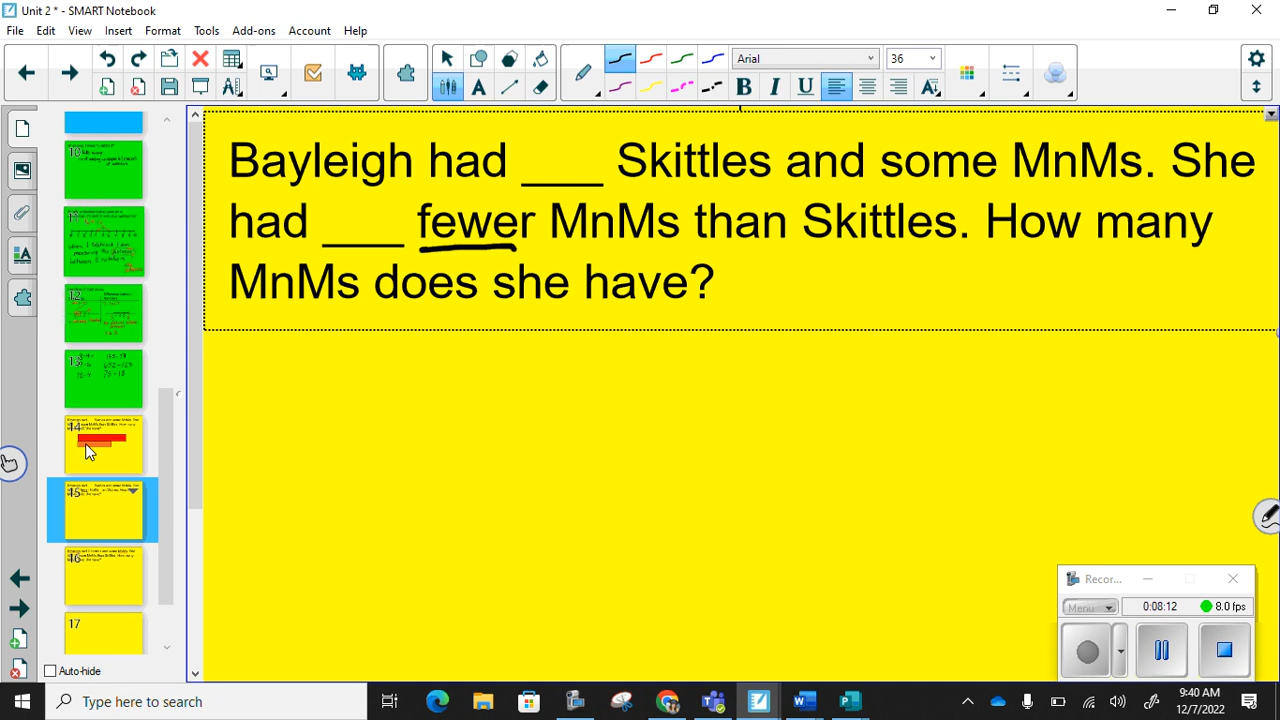 Unit 2 * - SMART Notebook
File Edit View Insert Format Tools Add-ons Account Help
Arial 36
B I U A
Bayleigh had ___ Skittles and some MnMs. She
had ___ fewer MnMs than Skittles. How many
MnMs does she have?
10
11
12
13
14
15
16
17
Auto-hide
Recor...
Menu 0:08:12 8.0 fps
Type here to search
9:40 AM
12/7/2022